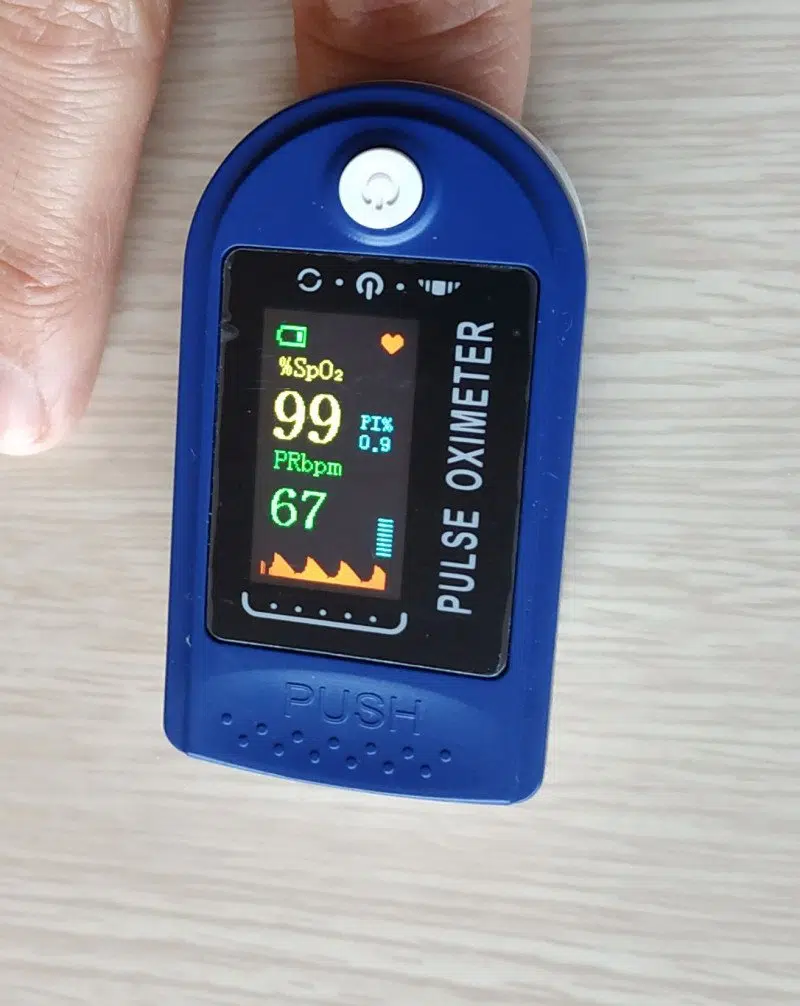 %SpO₂
99
PI%
0.9
PRbpm
67
PULSE OXIMETER
PUSH